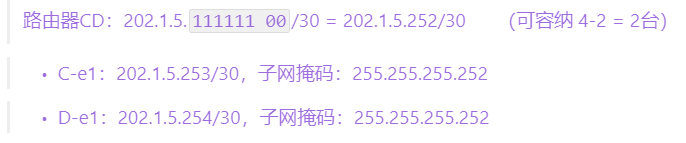 路由器CD：202.1.5.111111 00/30 = 202.1.5.252/30 (可容纳 4-2 = 2台)
• C-e1：202.1.5.253/30，子网掩码：255.255.255.252
• D-e1：202.1.5.254/30，子网掩码：255.255.255.252